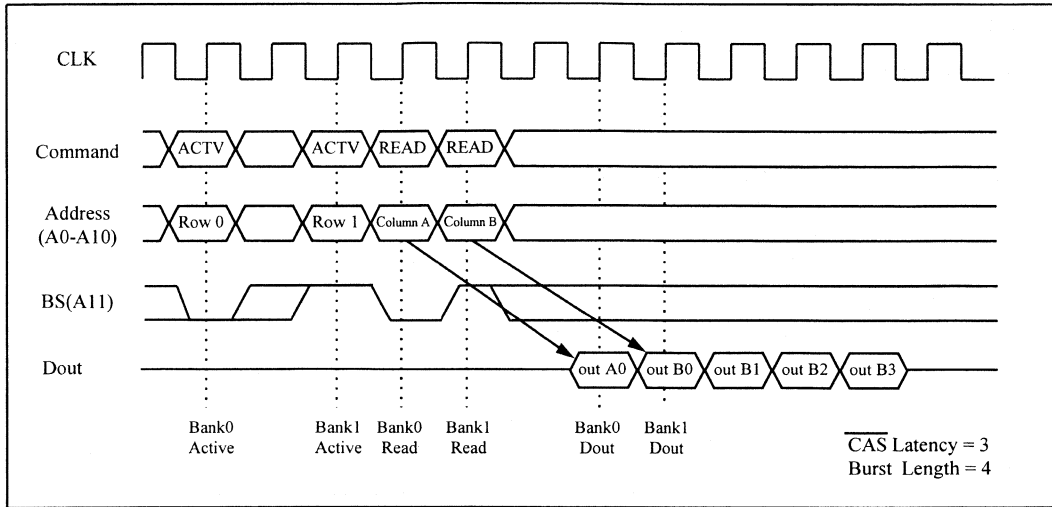 CLK
Command
ACTV
ACTV
READ
READ
Address
(A0-A10)
Row 0
Row 1
Column A
Column B
BS(A11)
Dout
out A0
out B0
out B1
out B2
out B3
Bank0
Active
Bank1
Active
Bank0
Read
Bank1
Read
Bank0
Dout
Bank1
Dout
CAS Latency = 3
Burst Length = 4